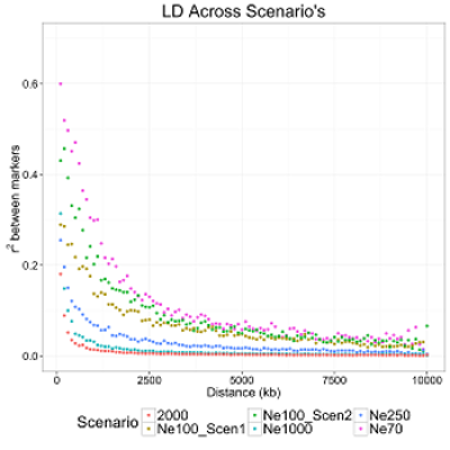 LD Across Scenario's
r² between markers
0.6
0.4
0.2
0.0
0 2500 5000 7500 10000
Distance (kb)
Scenario
2000 Ne100_Scen2 Ne250
Ne100_Scen1 Ne1000 Ne70